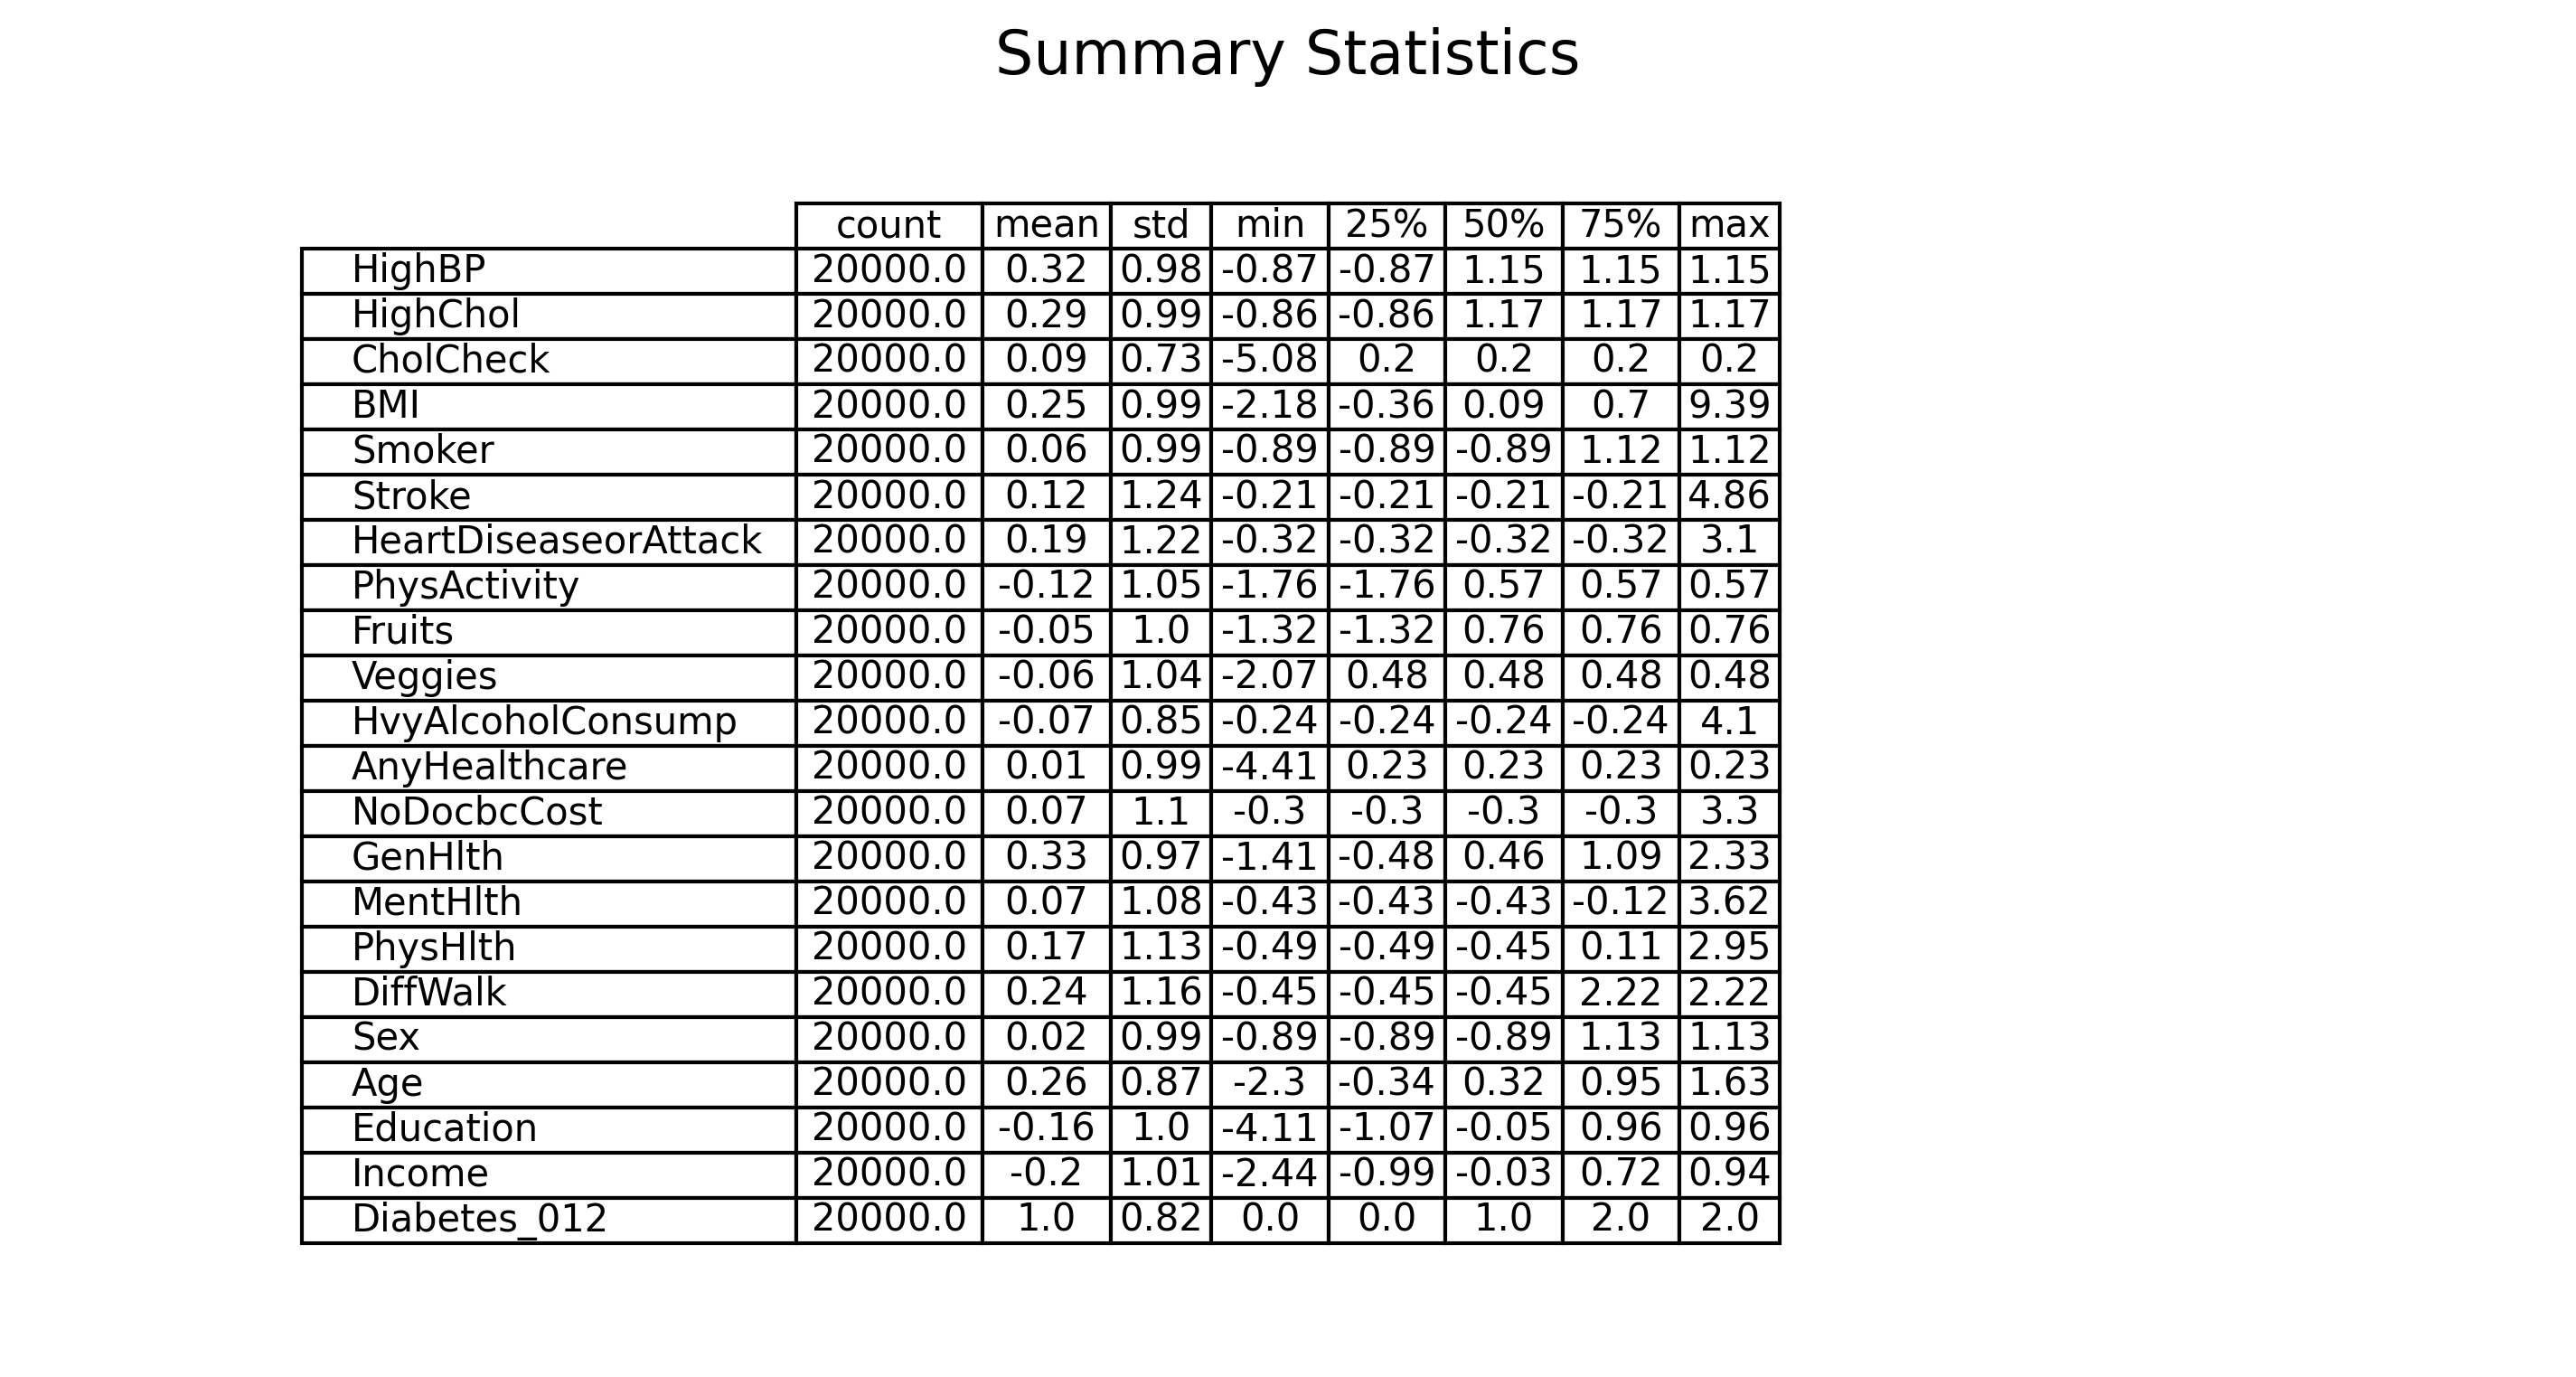 Summary Statistics
count mean std min 25% 50% 75% max
HighBP 20000.0 0.32 0.98 -0.87 -0.87 1.15 1.15 1.15
HighChol 20000.0 0.29 0.99 -0.86 -0.86 1.17 1.17 1.17
CholCheck 20000.0 0.09 0.73 -5.08 0.2 0.2 0.2 0.2
BMI 20000.0 0.25 0.99 -2.18 -0.36 0.09 0.7 9.39
Smoker 20000.0 0.06 0.99 -0.89 -0.89 -0.89 1.12 1.12
Stroke 20000.0 0.12 1.24 -0.21 -0.21 -0.21 -0.21 4.86
HeartDiseaseorAttack 20000.0 0.19 1.22 -0.32 -0.32 -0.32 -0.32 3.1
PhysActivity 20000.0 -0.12 1.05 -1.76 -1.76 0.57 0.57 0.57
Fruits 20000.0 -0.05 1.0 -1.32 -1.32 0.76 0.76 0.76
Veggies 20000.0 -0.06 1.04 -2.07 0.48 0.48 0.48 0.48
HvyAlcoholConsump 20000.0 -0.07 0.85 -0.24 -0.24 -0.24 -0.24 4.1
AnyHealthcare 20000.0 0.01 0.99 -4.41 0.23 0.23 0.23 0.23
NoDocbcCost 20000.0 0.07 1.1 -0.3 -0.3 -0.3 -0.3 3.3
GenHlth 20000.0 0.33 0.97 -1.41 -0.48 0.46 1.09 2.33
MentHlth 20000.0 0.07 1.08 -0.43 -0.43 -0.43 -0.12 3.62
PhysHlth 20000.0 0.17 1.13 -0.49 -0.49 -0.45 0.11 2.95
DiffWalk 20000.0 0.24 1.16 -0.45 -0.45 -0.45 2.22 2.22
Sex 20000.0 0.02 0.99 -0.89 -0.89 -0.89 1.13 1.13
Age 20000.0 0.26 0.87 -2.3 -0.34 0.32 0.95 1.63
Education 20000.0 -0.16 1.0 -4.11 -1.07 -0.05 0.96 0.96
Income 20000.0 -0.2 1.01 -2.44 -0.99 -0.03 0.72 0.94
Diabetes_012 20000.0 1.0 0.82 0.0 0.0 1.0 2.0 2.0